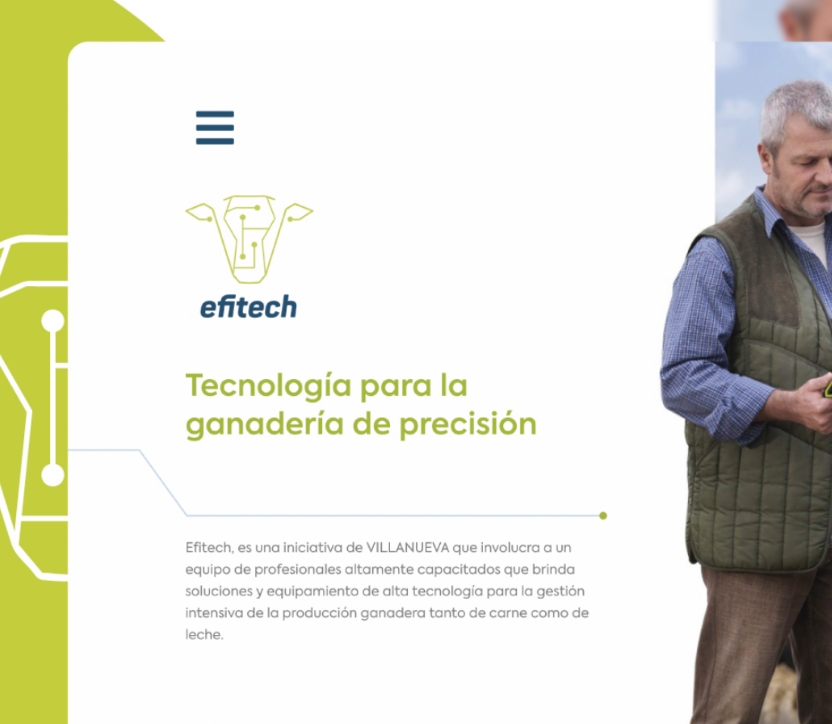 efitech
Tecnología para la
ganadería de precisión
Efitech, es una iniciativa de VILLANUEVA que involucra a un
equipo de profesionales altamente capacitados que brinda
soluciones y equipamiento de alta tecnología para la gestión
intensiva de la producción ganadera tanto de carne como de
leche.